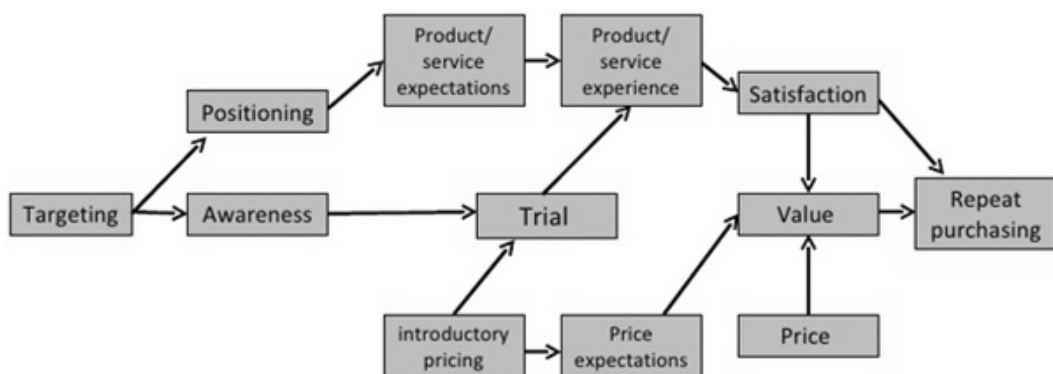 Product/
service
expectations
Product/
service
experience
Satisfaction
Positioning
Targeting
Awareness
Trial
Value
Repeat
purchasing
introductory
pricing
Price
expectations
Price